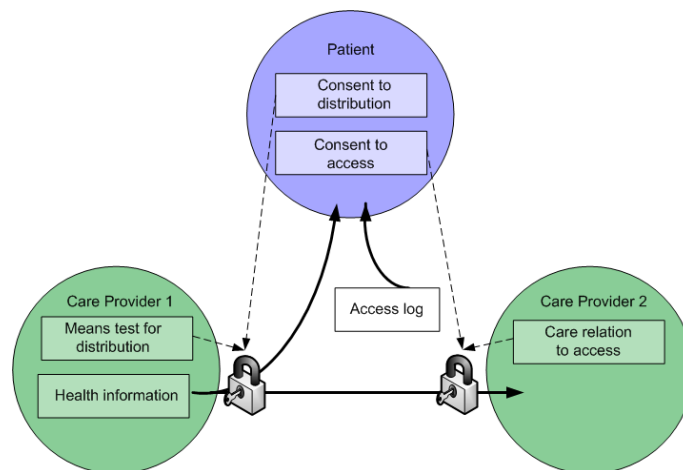 Patient
Consent to
distribution
Consent to
access
Access log
Care Provider 1
Means test for
distribution
Health information
Care Provider 2
Care relation
to access